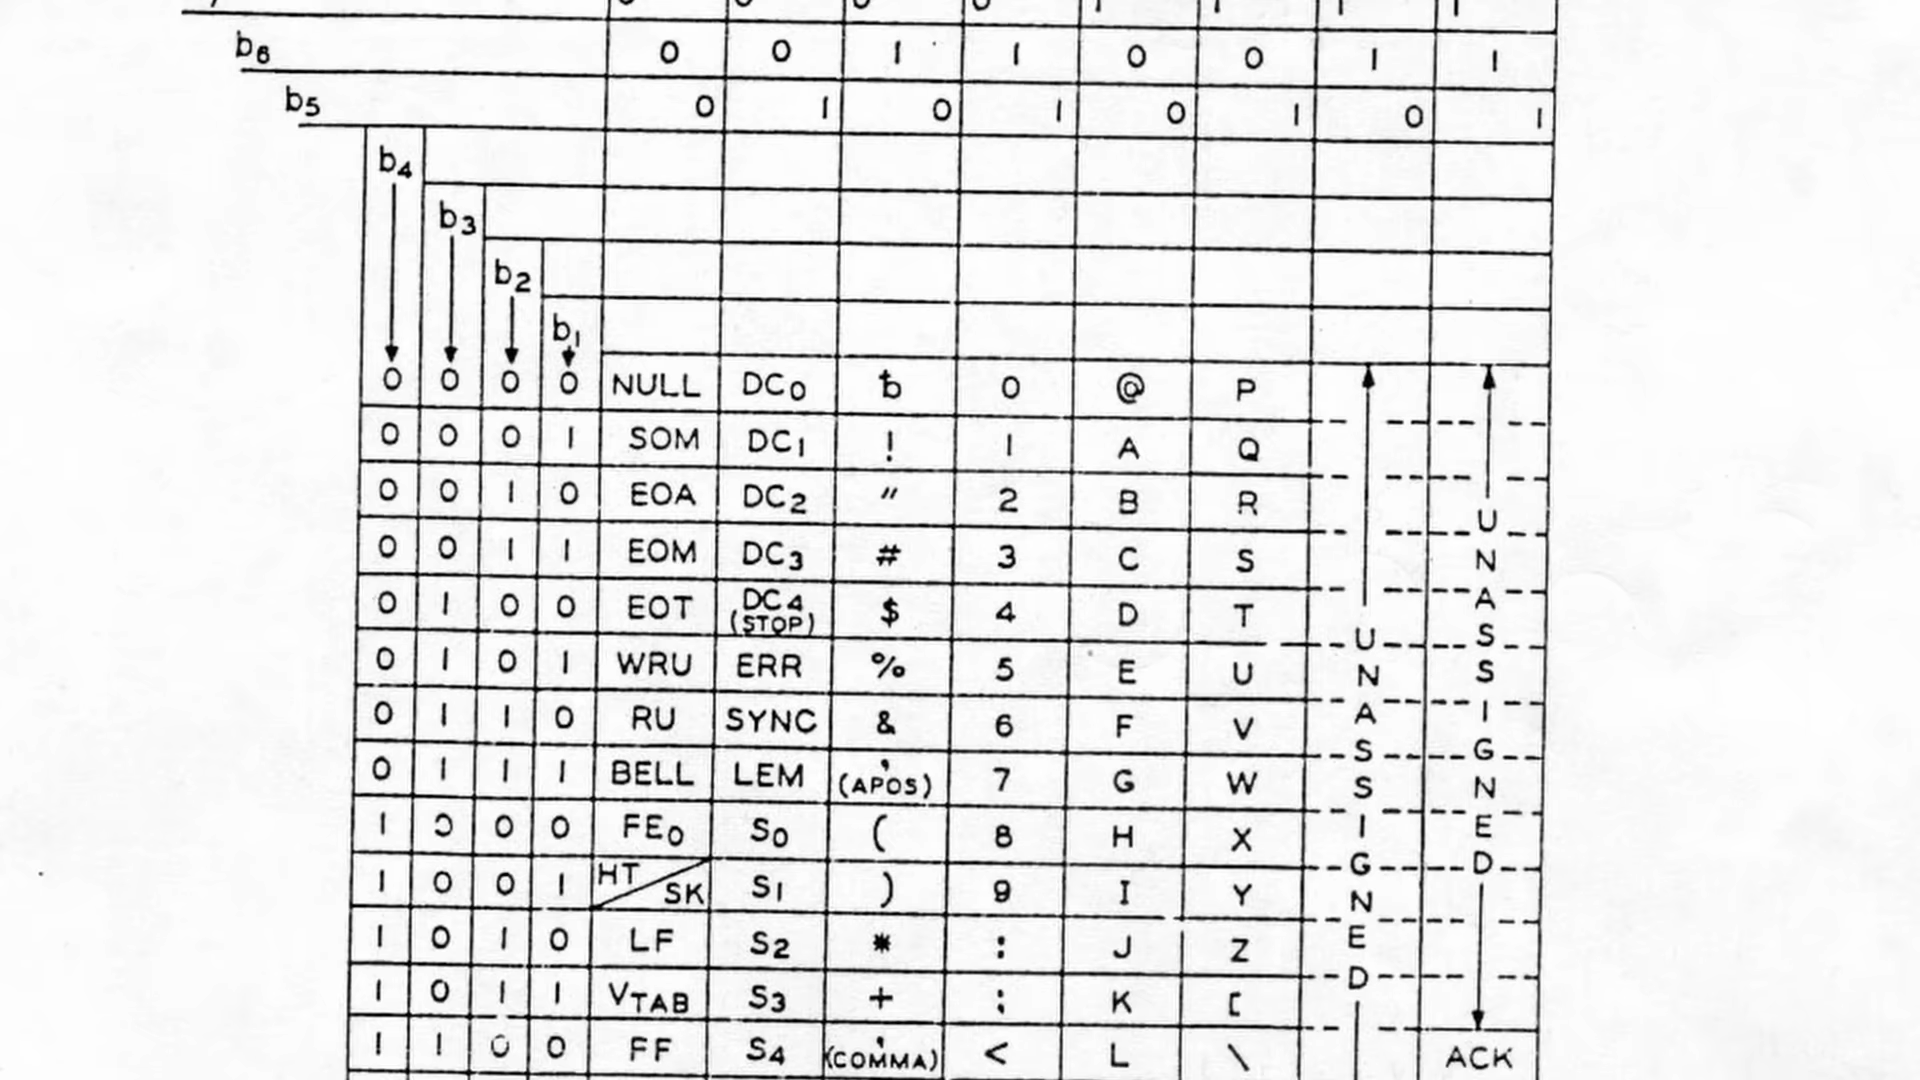 b6 0 0 1 1 0 0 1 1
b5 0 1 0 1 0 1 0 1
b4
b3
b2
b1
0 0 0 0 NULL DC0 ƀ 0 @ P
0 0 0 1 SOM DC1 ! 1 A Q
0 0 1 0 EOA DC2 " 2 B R
0 0 1 1 EOM DC3 # 3 C S
0 1 0 0 EOT DC4 (STOP) $ 4 D T
0 1 0 1 WRU ERR % 5 E U
0 1 1 0 RU SYNC & 6 F V
0 1 1 1 BELL LEM ' (APOS) 7 G W
1 0 0 0 FE0 S0 ( 8 H X
1 0 0 1 HT SK S1 ) 9 I Y
1 0 1 0 LF S2 * : J Z
1 0 1 1 VTAB S3 + : K [
1 1 0 0 FF S4 , (COMMA) < L \ ACK
UNASSIGNED
UNASSIGNED